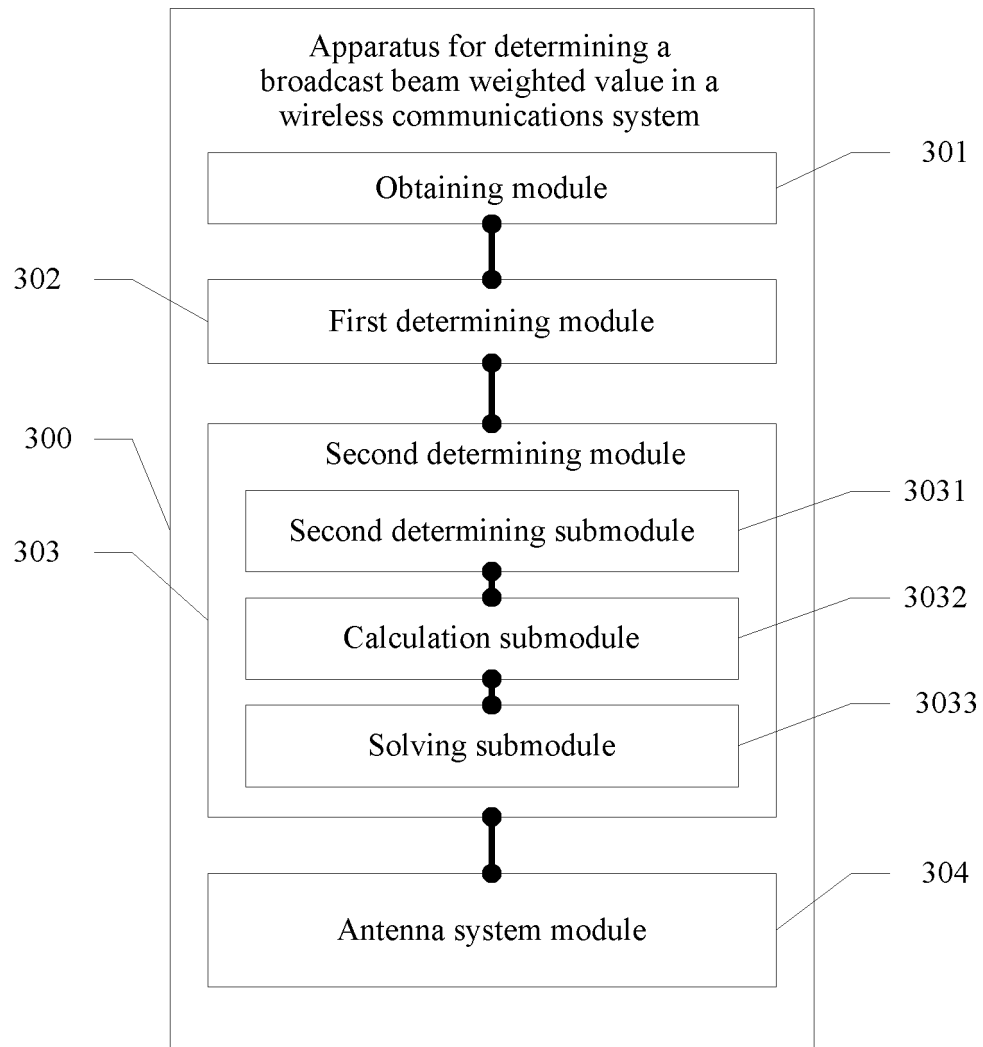 Apparatus for determining a
broadcast beam weighted value in a
wireless communications system
301
Obtaining module
302
First determining module
300
Second determining module
3031
Second determining submodule
303
3032
Calculation submodule
3033
Solving submodule
304
Antenna system module